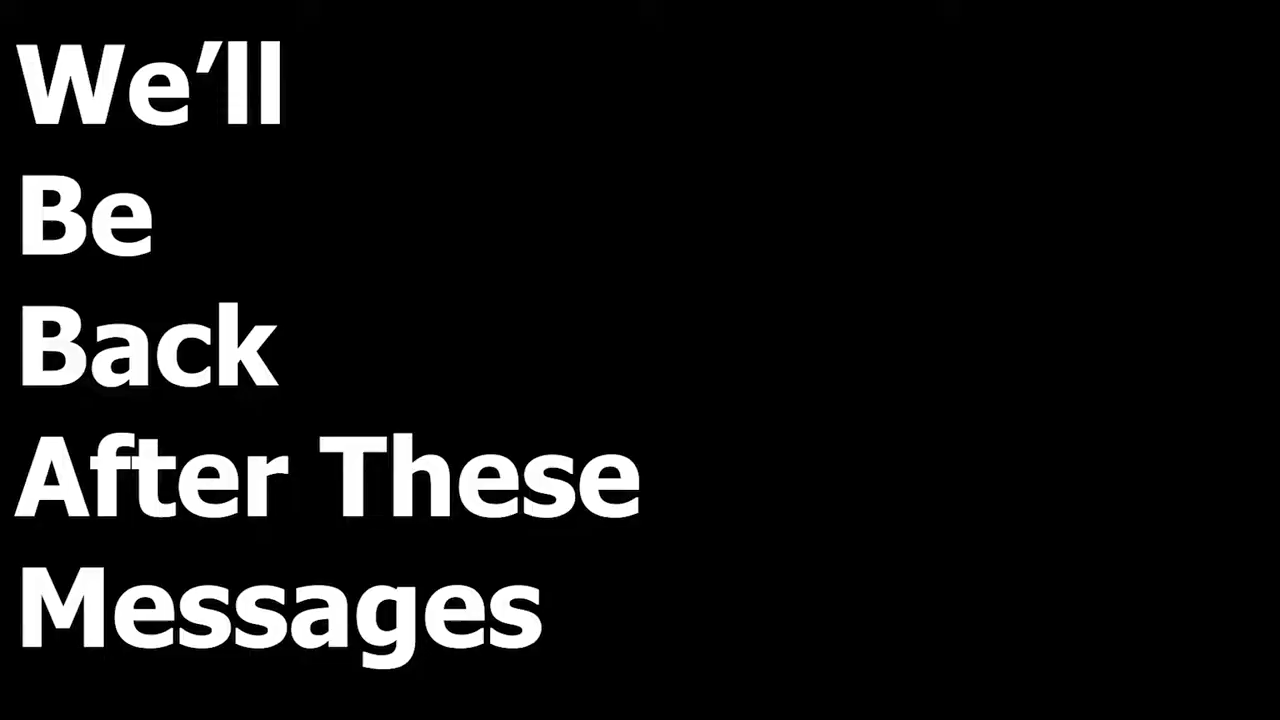 We’ll
Be
Back
After These
Messages